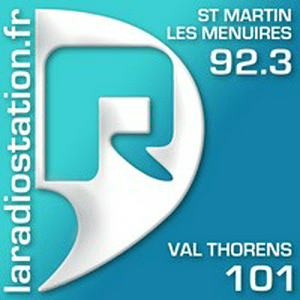 laradiostation.fr
ST MARTIN
LES MENUIRES
92.3
R
VAL THORENS
101